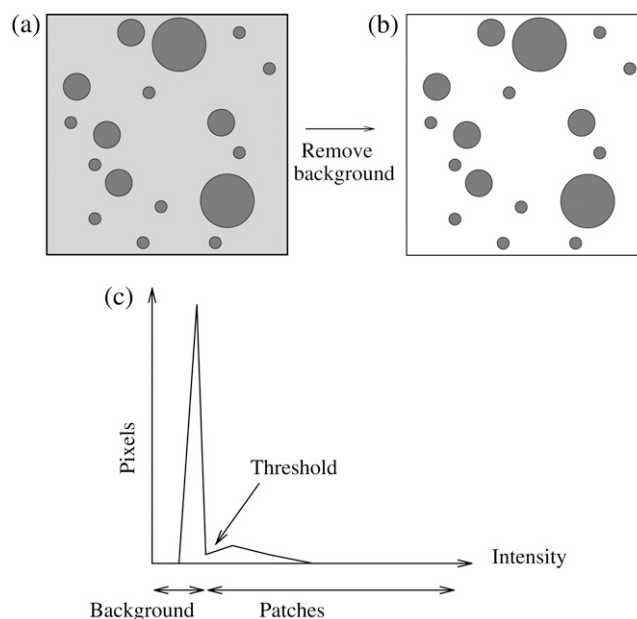 (a)
(b)
Remove
background
(c)
Pixels
Threshold
Intensity
Background
Patches